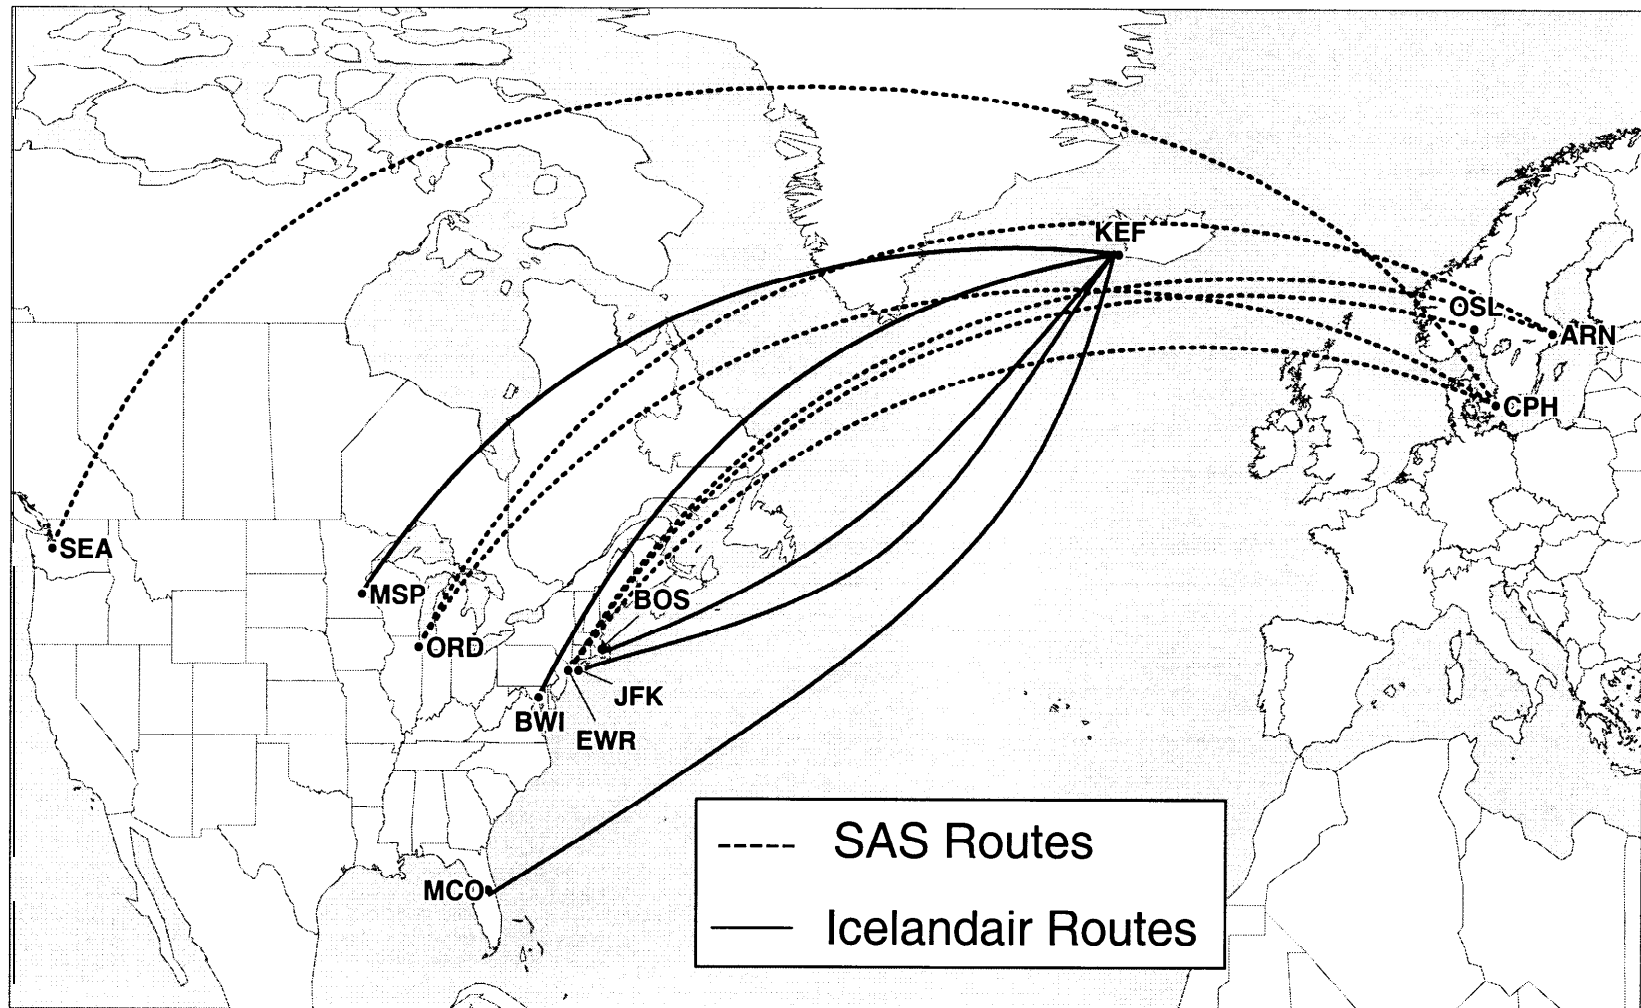 KEF
OSL
ARN
CPH
SEA
MSP
BOS
ORD
JFK
BWI
EWR
MCO
SAS Routes
Icelandair Routes